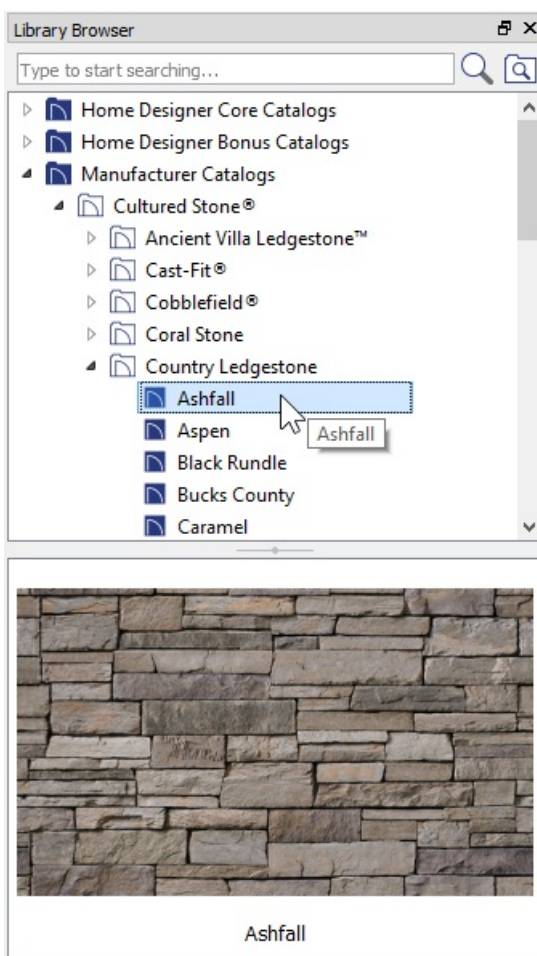 Library Browser
Type to start searching...
Home Designer Core Catalogs
Home Designer Bonus Catalogs
Manufacturer Catalogs
Cultured Stone®
Ancient Villa Ledgestone™
Cast-Fit®
Cobblefield®
Coral Stone
Country Ledgestone
Ashfall
Aspen
Ashfall
Black Rundle
Bucks County
Caramel
Ashfall